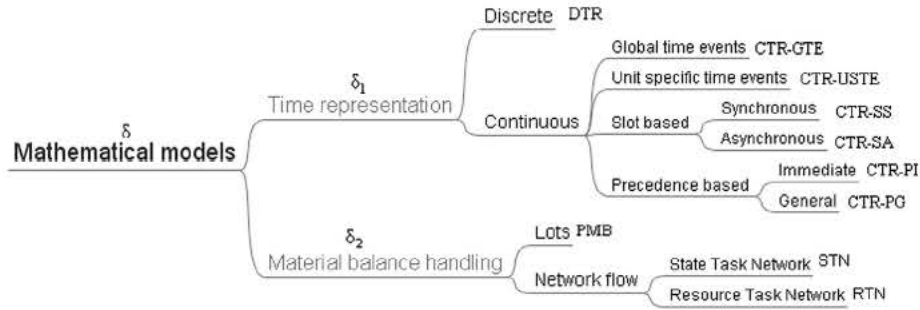 Discrete DTR
δ1
Time representation
Global time events CTR-GTE
Unit specific time events CTR-USTE
Continuous
Slot based
Synchronous CTR-SS
Asynchronous CTR-SA
Precedence based
Immediate CTR-PI
General CTR-PG
δ
Mathematical models
δ2
Material balance handling
Lots PMB
Network flow
State Task Network STN
Resource Task Network RTN